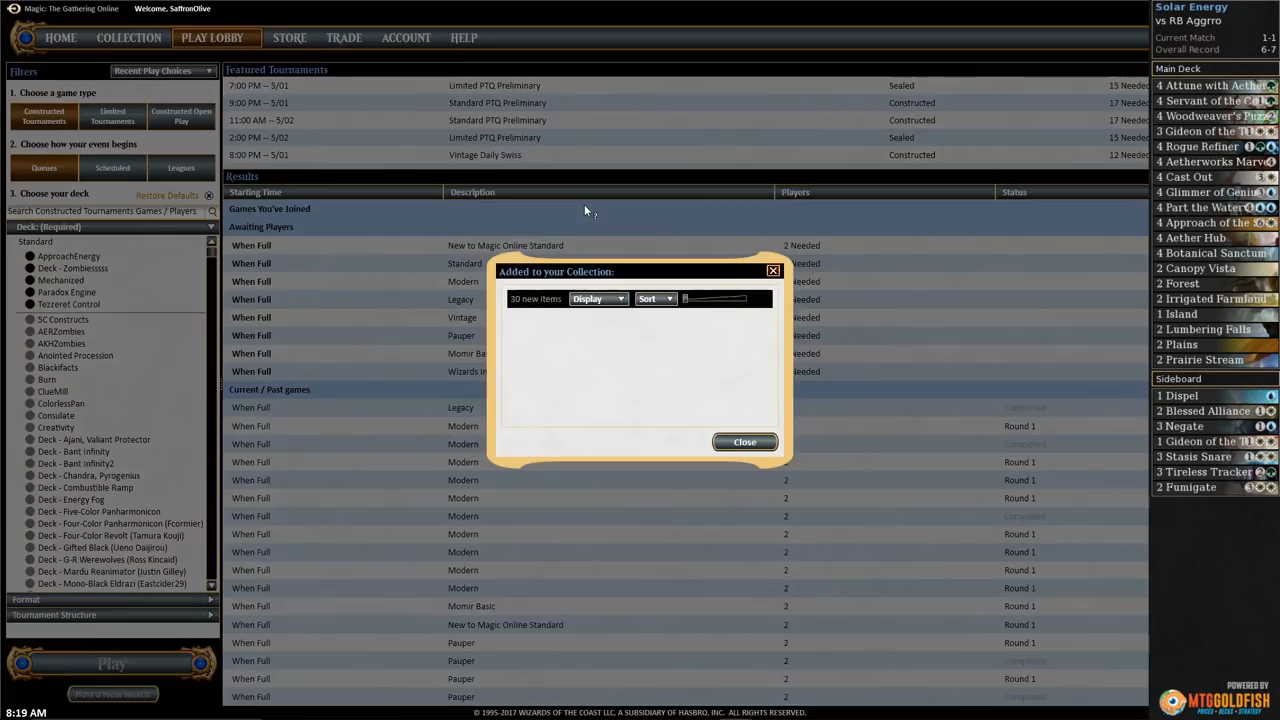 Magic: The Gathering Online Welcome, SaffronOlive
HOME COLLECTION PLAY LOBBY STORE TRADE ACCOUNT HELP
Filters Recent Play Choices
1. Choose a game type
Constructed Tournaments
Limited Tournaments
Constructed Open Play
2. Choose how your event begins
Queues Scheduled Leagues
3. Choose your deck Restore Defaults
Search Constructed Tournaments Games / Players
Deck: (Required)
Standard
ApproachEnergy
Deck - Zombiesssss
Mechanized
Paradox Engine
Tezzeret Control
5C Constructs
AERZombies
AKHZombies
Anointed Procession
Blackifacts
Burn
ClueMill
ColorlessPan
Consulate
Creativity
Deck - Ajani, Valiant Protector
Deck - Bant Infinity
Deck - Bant Infinity2
Deck - Chandra, Pyrogenius
Deck - Combustible Ramp
Deck - Energy Fog
Deck - Five-Color Panharmonicon
Deck - Four-Color Panharmonicon (Fcormier)
Deck - Four-Color Revolt (Tamura Kouji)
Deck - Gifted Black (Ueno Daijirou)
Deck - G-R Werewolves (Ross Kincaid)
Deck - Mardu Reanimator (Justin Gilley)
Deck - Mono-Black Eldrazi (Eastcider29)
Format
Tournament Structure
Play
Host a New Match
8:19 AM
Featured Tournaments
7:00 PM -- 5/01 Limited PTQ Preliminary Sealed 15 Needed
9:00 PM -- 5/01 Standard PTQ Preliminary Constructed 17 Needed
11:00 AM -- 5/02 Standard PTQ Preliminary Constructed 17 Needed
2:00 PM -- 5/02 Limited PTQ Preliminary Sealed 15 Needed
8:00 PM -- 5/01 Vintage Daily Swiss Constructed 12 Needed
Results
Starting Time Description Players Status
Games You've Joined
Awaiting Players
When Full New to Magic Online Standard 2 Needed
When Full Standard
When Full Modern
When Full Legacy
When Full Vintage
When Full Pauper
When Full Momir Bas
When Full Wizards in
Current / Past games
When Full Legacy Completed
When Full Modern Round 1
When Full Modern Completed
When Full Modern 2 Round 1
When Full Modern 2 Round 1
When Full Modern 2 Round 1
When Full Modern 2 Completed
When Full Modern 2 Round 1
When Full Modern 2 Round 1
When Full Modern 2 Round 1
When Full Modern 2 Round 1
When Full Momir Basic 2 Round 1
When Full New to Magic Online Standard 2 Round 1
When Full Pauper 2 Round 1
When Full Pauper 2 Completed
When Full Pauper 2 Round 1
When Full Pauper 2 Completed
© 1995-2017 WIZARDS OF THE COAST LLC, A SUBSIDIARY OF HASBRO, INC. ALL RIGHTS RESERVED.
Added to your Collection:
30 new items Display Sort
Close
Solar Energy
vs RB Aggrro
Current Match 1-1
Overall Record 6-7
Main Deck
4 Attune with Aether
4 Servant of the Co
4 Woodweaver's Puzz
3 Gideon of the T
4 Rogue Refiner
4 Aetherworks Marve
4 Cast Out
4 Glimmer of Geniu
4 Part the Water
4 Approach of the
4 Aether Hub
4 Botanical Sanctum
2 Canopy Vista
2 Forest
2 Irrigated Farmland
1 Island
2 Lumbering Falls
2 Plains
2 Prairie Stream
Sideboard
1 Dispel
2 Blessed Alliance
3 Negate
1 Gideon of the T
3 Stasis Snare
3 Tireless Tracker
2 Fumigate
POWERED BY
MTGGOLDFISH
PRICES • DECKS • STRATEGY